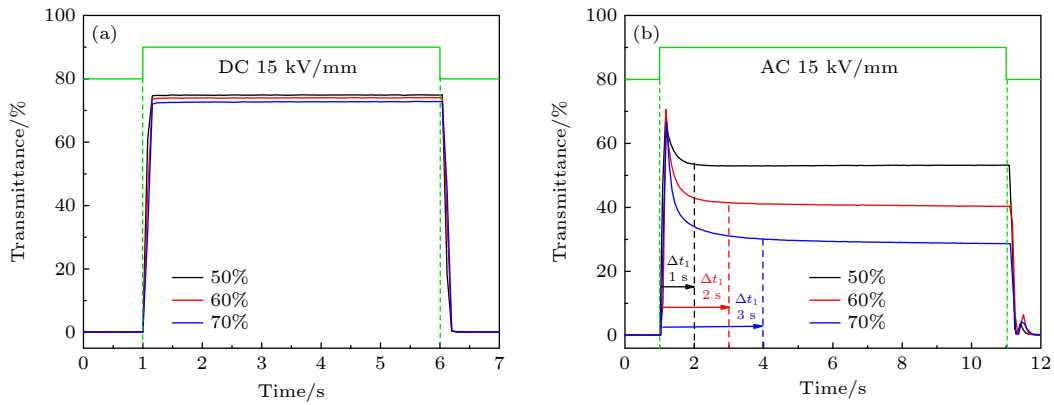 (a)
DC 15 kV/mm
Transmittance/%
100
80
60
40
20
0
50%
60%
70%
0 1 2 3 4 5 6 7
Time/s
(b)
AC 15 kV/mm
Transmittance/%
100
80
60
40
20
0
Δt₁
1 s
Δt₁
2 s
Δt₁
3 s
50%
60%
70%
0 2 4 6 8 10 12
Time/s